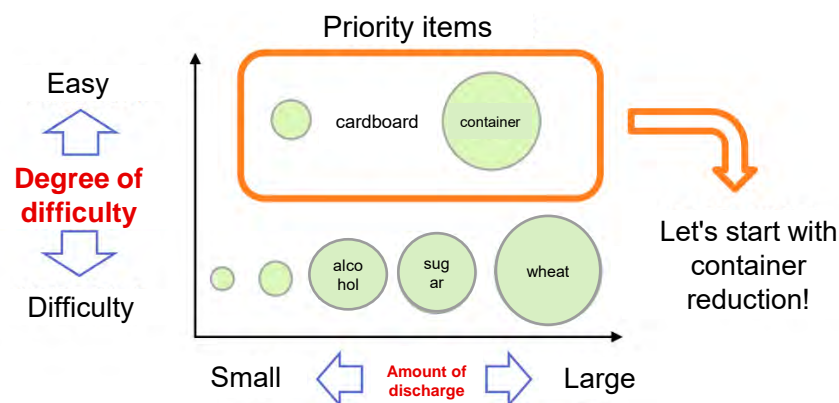 Priority items
Easy
Degree of
difficulty
Difficulty
cardboard
container
alco
hol
sug
ar
wheat
Let's start with
container
reduction!
Small
Amount of
discharge
Large